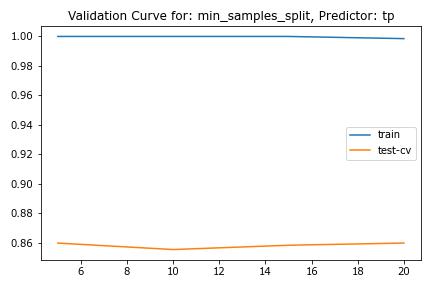 Validation Curve for: min_samples_split, Predictor: tp
1.00
0.98
0.96
0.94
0.92
0.90
0.88
0.86
train
test-cv
6 8 10 12 14 16 18 20